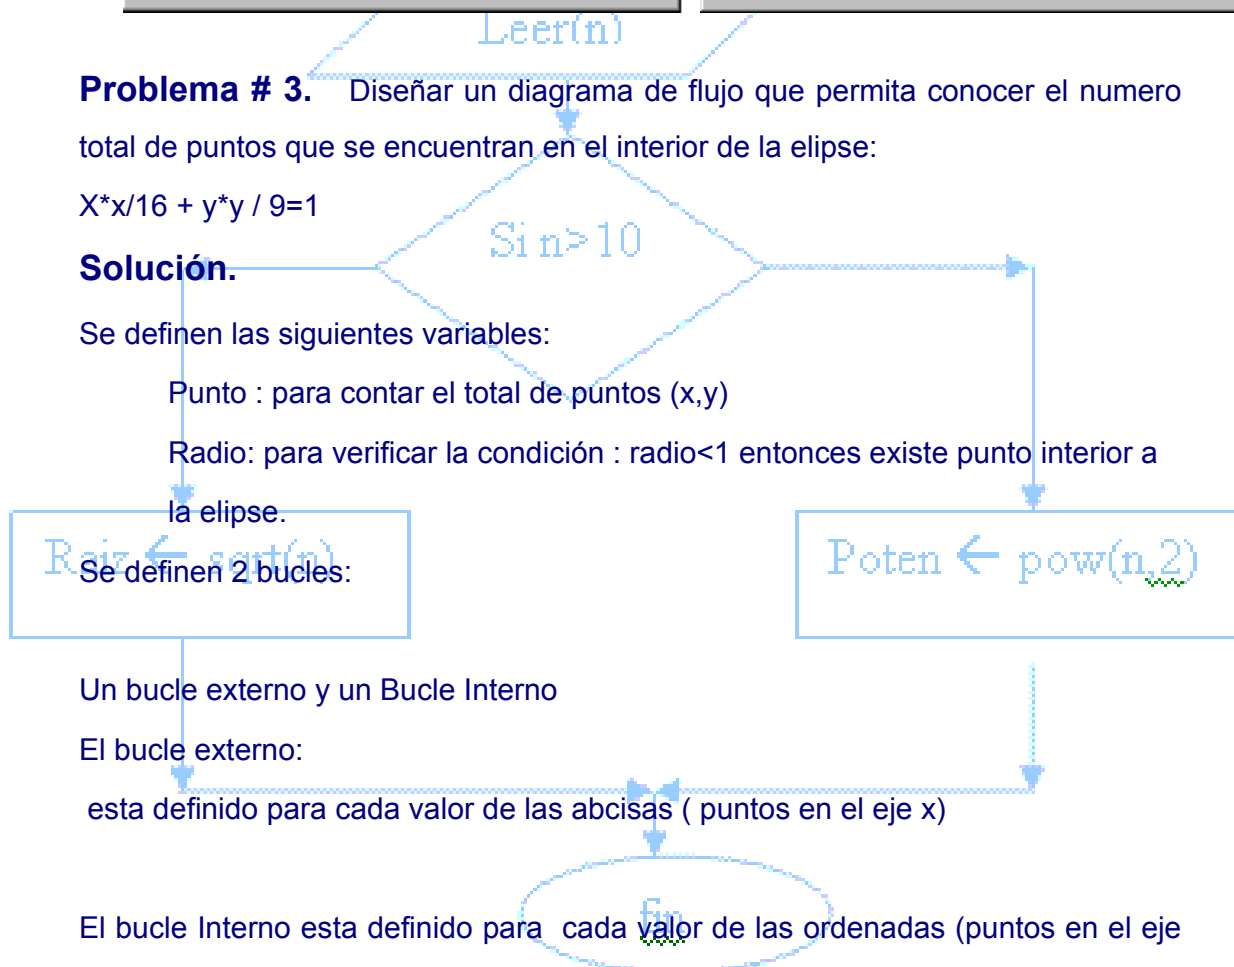 Leer(n)
Problema # 3. Diseñar un diagrama de flujo que permita conocer el numero
total de puntos que se encuentran en el interior de la elipse:
X*x/16 + y*y / 9=1
Si n>10
Solución.
Se definen las siguientes variables:
Punto : para contar el total de puntos (x,y)
Radio: para verificar la condición : radio<1 entonces existe punto interior a
la elipse.
Raiz ← sqrt(n)
Poten ← pow(n,2)
Se definen 2 bucles:
Un bucle externo y un Bucle Interno
El bucle externo:
esta definido para cada valor de las abcisas ( puntos en el eje x)
fin
El bucle Interno esta definido para cada valor de las ordenadas (puntos en el eje